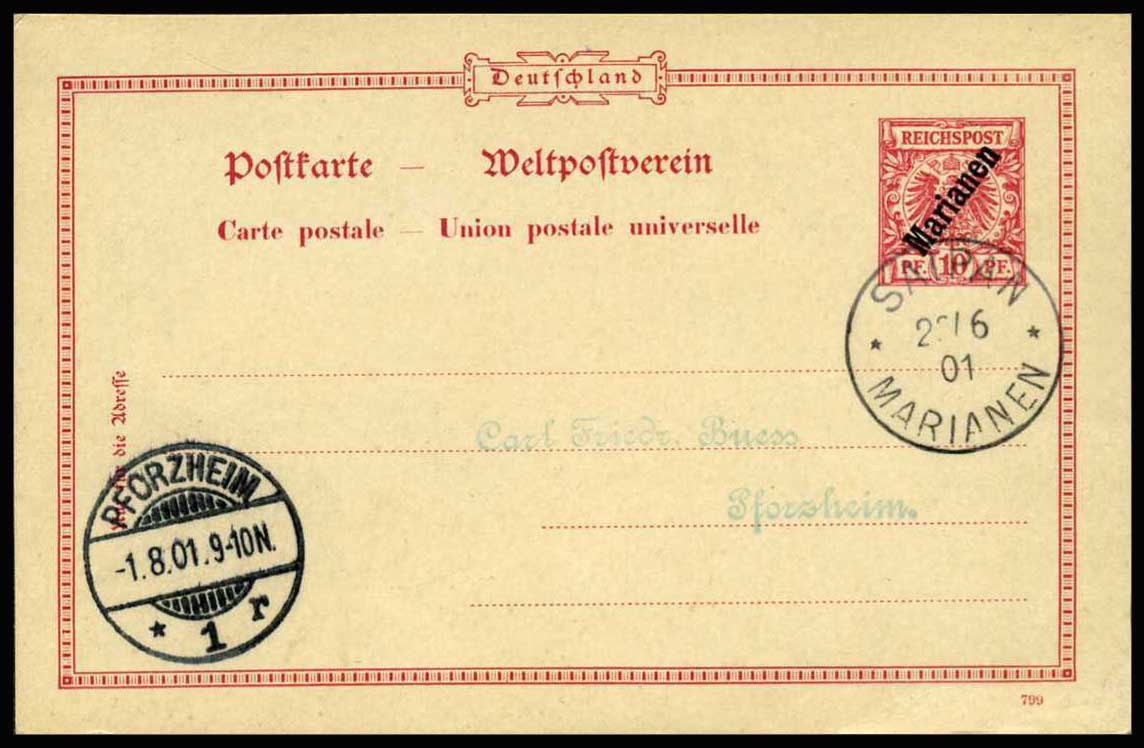 Deutschland
Postkarte — Weltpostverein
Carte postale — Union postale universelle
REICHSPOST
Marianen
PF. 10 PF.
SAIPAN
6
01
MARIANEN
die Adresse
Carl Friedr. Buess
Pforzheim.
PFORZHEIM
-1.8.01.9-10N.
* 1 r
799